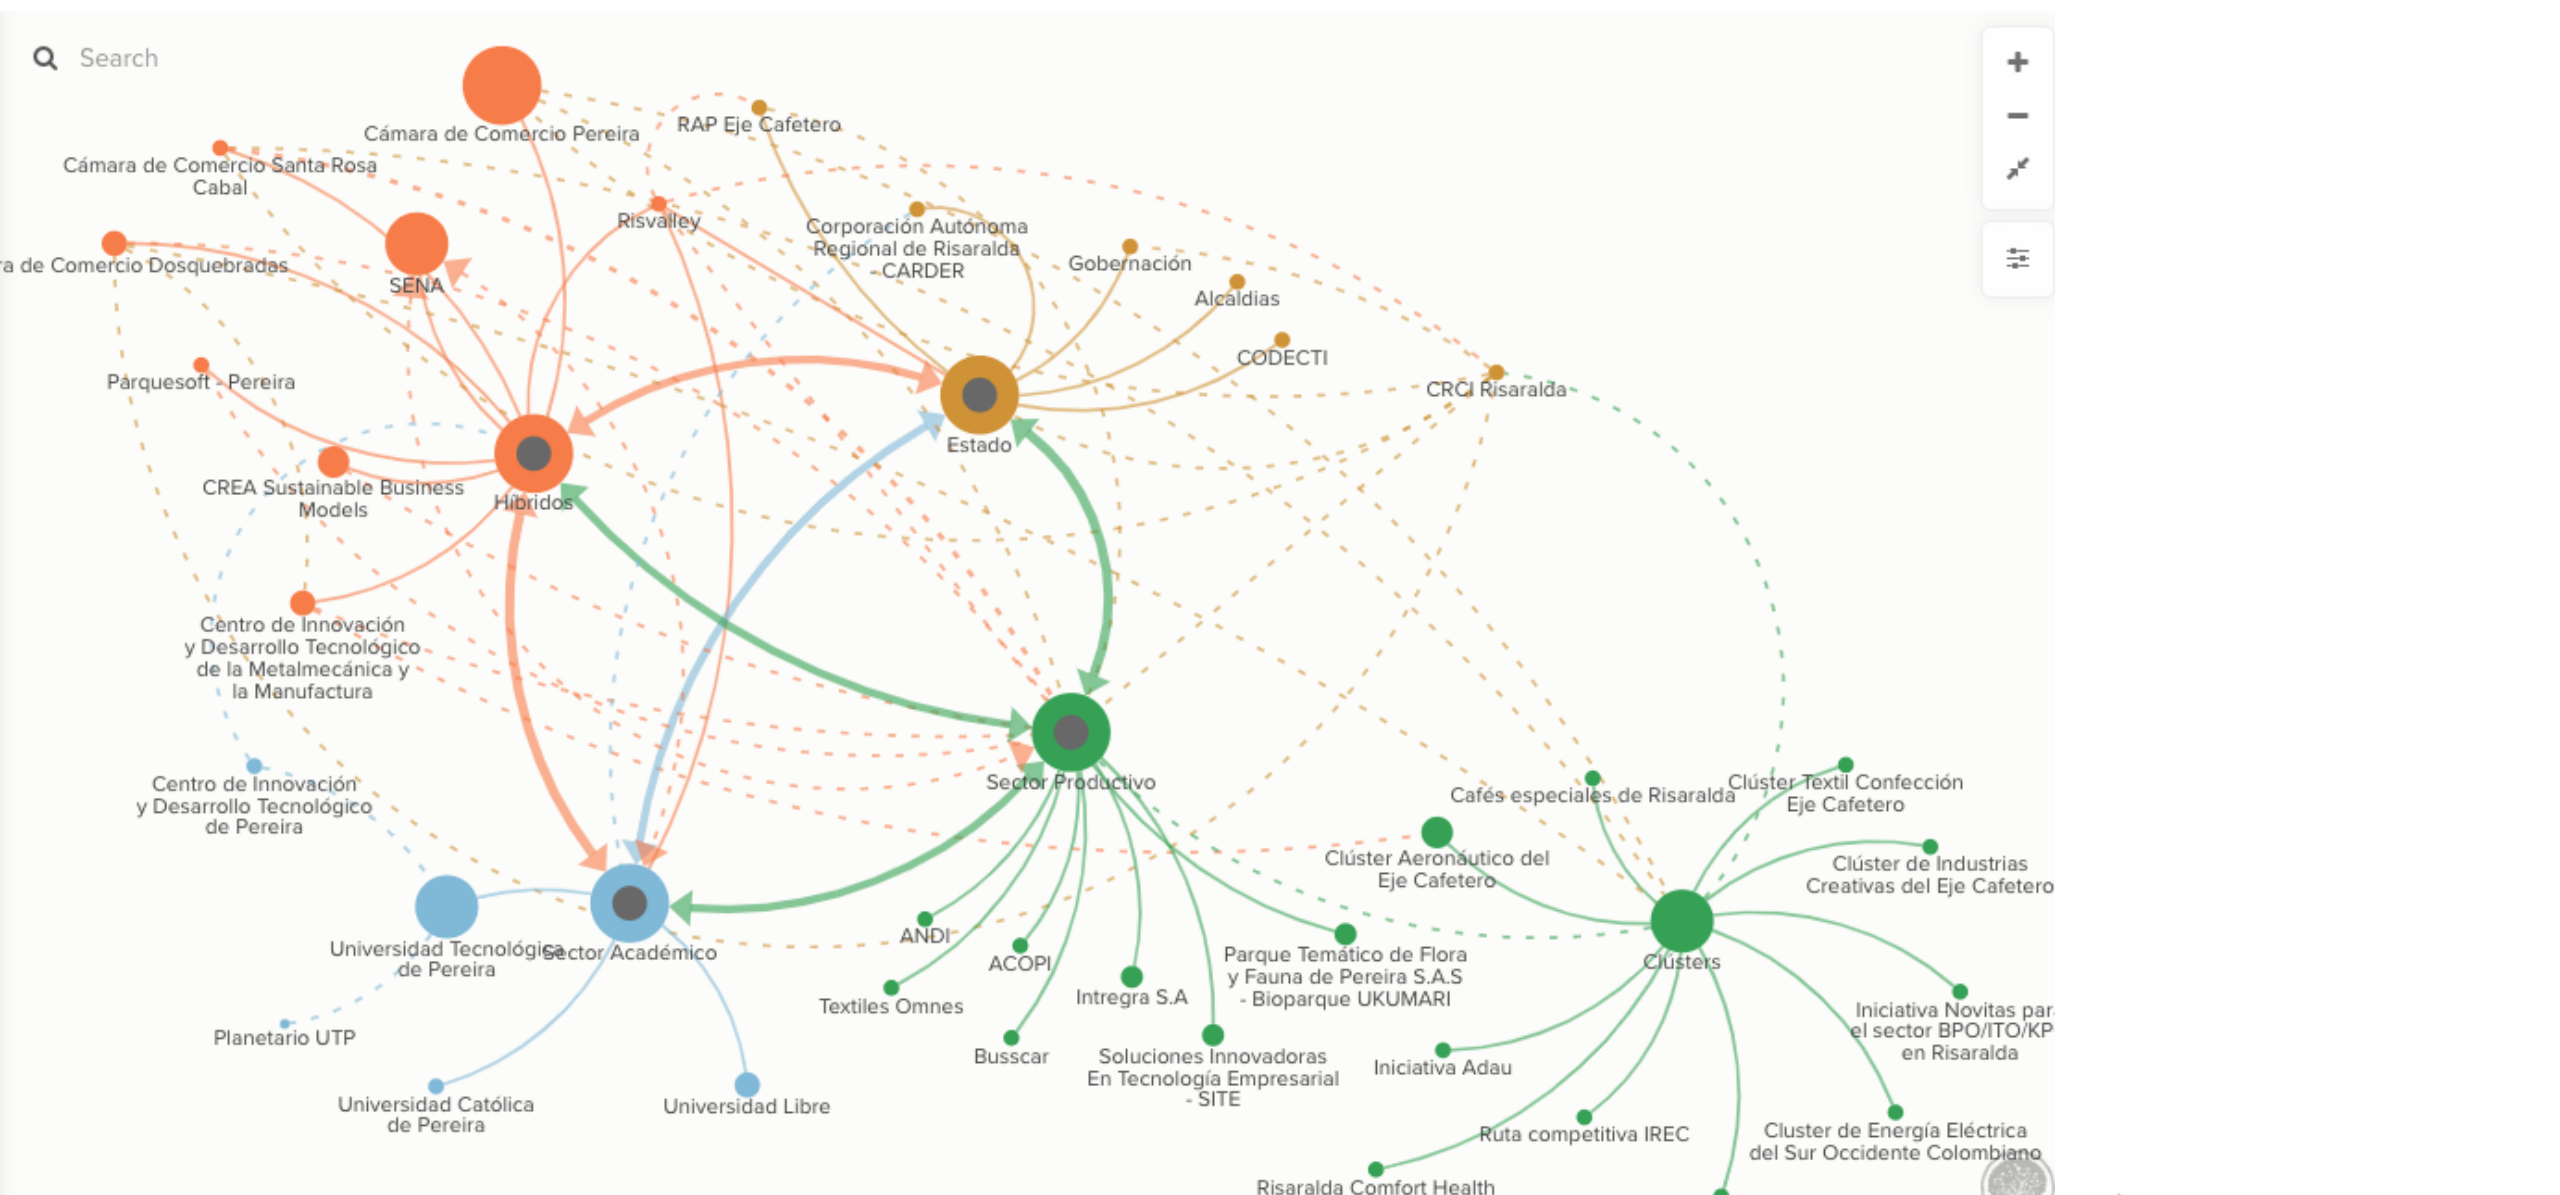 Search
Cámara de Comercio Pereira
RAP Eje Cafetero
Cámara de Comercio Santa Rosa
Cabal
Risvalley
Corporación Autónoma
Regional de Risaralda
- CARDER
Gobernación
ra de Comercio Dosquebradas
SENA
Alcaldias
CODECTI
Parquesoft - Pereira
CRCI Risaralda
Estado
CREA Sustainable Business
Models
Híbridos
Centro de Innovación
y Desarrollo Tecnológico
de la Metalmecánica y
la Manufactura
Centro de Innovación
y Desarrollo Tecnológico
de Pereira
Sector Productivo
Cafés especiales de Risaralda
Clúster Textil Confección
Eje Cafetero
Clúster Aeronáutico del
Eje Cafetero
Clúster de Industrias
Creativas del Eje Cafetero
Universidad Tecnológica
de Pereira
Sector Académico
ANDI
ACOPI
Textiles Omnes
Intregra S.A
Parque Temático de Flora
y Fauna de Pereira S.A.S
- Bioparque UKUMARI
Clústers
Planetario UTP
Busscar
Soluciones Innovadoras
En Tecnología Empresarial
- SITE
Iniciativa Adau
Iniciativa Novitas par
el sector BPO/ITO/KP
en Risaralda
Universidad Católica
de Pereira
Universidad Libre
Ruta competitiva IREC
Cluster de Energía Eléctrica
del Sur Occidente Colombiano
Risaralda Comfort Health